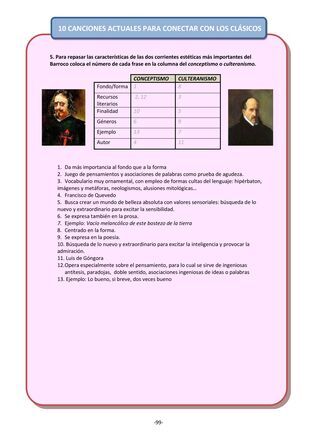 10 CANCIONES ACTUALES PARA CONECTAR CON LOS CLÁSICOS
5. Para repasar las características de las dos corrientes estéticas más importantes del
Barroco coloca el número de cada frase en la columna del conceptismo o culteranismo.
CONCEPTISMO CULTERANISMO
Fondo/forma 1 8
Recursos literarios 2, 12 3
Finalidad 10 5
Géneros 6 9
Ejemplo 13 7
Autor 4 11
1. Da más importancia al fondo que a la forma
2. Juego de pensamientos y asociaciones de palabras como prueba de agudeza.
3. Vocabulario muy ornamental, con empleo de formas cultas del lenguaje: hipérbaton,
imágenes y metáforas, neologismos, alusiones mitológicas…
4. Francisco de Quevedo
5. Busca crear un mundo de belleza absoluta con valores sensoriales: búsqueda de lo
nuevo y extraordinario para excitar la sensibilidad.
6. Se expresa también en la prosa.
7. Ejemplo: Vacío melancólico de este bostezo de la tierra
8. Centrado en la forma.
9. Se expresa en la poesía.
10. Búsqueda de lo nuevo y extraordinario para excitar la inteligencia y provocar la
admiración.
11. Luis de Góngora
12. Opera especialmente sobre el pensamiento, para lo cual se sirve de ingeniosas
antítesis, paradojas, doble sentido, asociaciones ingeniosas de ideas o palabras
13. Ejemplo: Lo bueno, si breve, dos veces bueno
-99-